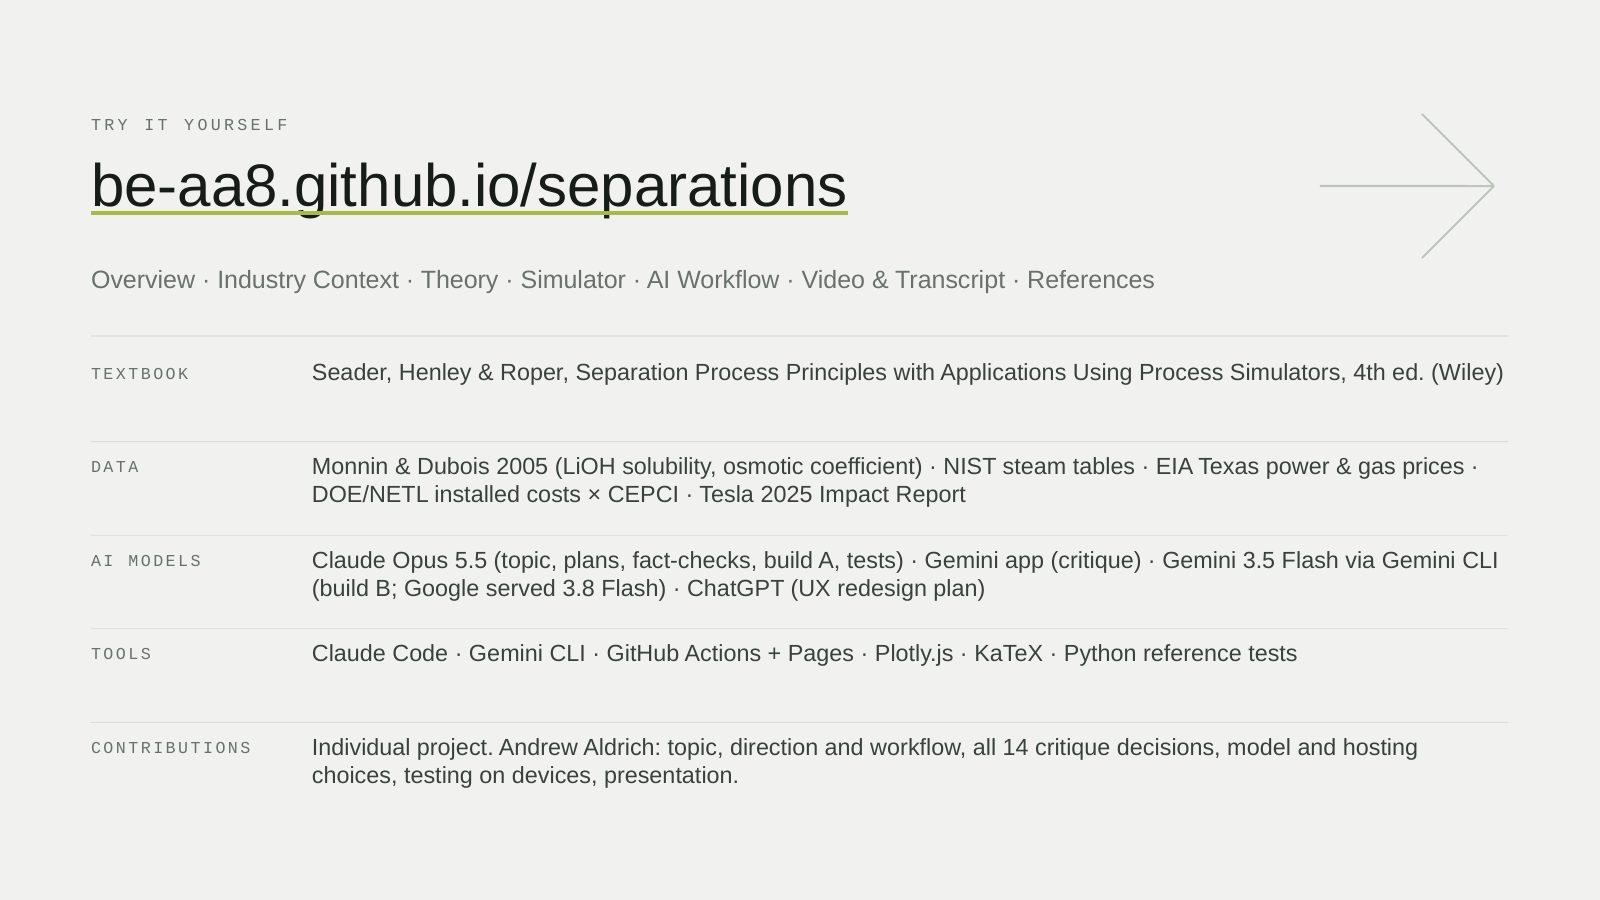 TRY IT YOURSELF
be-aa8.github.io/separations
Overview · Industry Context · Theory · Simulator · AI Workflow · Video & Transcript · References
TEXTBOOK
Seader, Henley & Roper, Separation Process Principles with Applications Using Process Simulators, 4th ed. (Wiley)
DATA
Monnin & Dubois 2005 (LiOH solubility, osmotic coefficient) · NIST steam tables · EIA Texas power & gas prices ·
DOE/NETL installed costs × CEPCI · Tesla 2025 Impact Report
AI MODELS
Claude Opus 5.5 (topic, plans, fact-checks, build A, tests) · Gemini app (critique) · Gemini 3.5 Flash via Gemini CLI
(build B; Google served 3.8 Flash) · ChatGPT (UX redesign plan)
TOOLS
Claude Code · Gemini CLI · GitHub Actions + Pages · Plotly.js · KaTeX · Python reference tests
CONTRIBUTIONS
Individual project. Andrew Aldrich: topic, direction and workflow, all 14 critique decisions, model and hosting
choices, testing on devices, presentation.